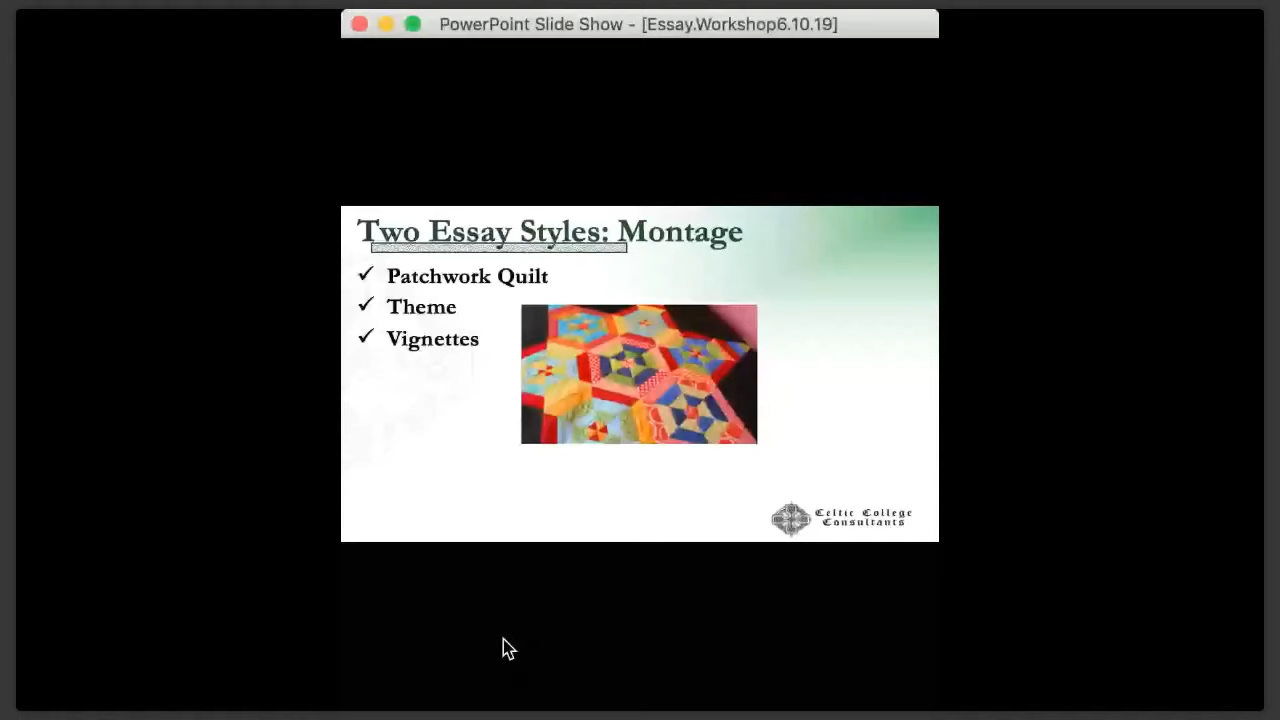 PowerPoint Slide Show - [Essay.Workshop6.10.19]
Two Essay Styles: Montage
✓ Patchwork Quilt
✓ Theme
✓ Vignettes
Celtic College
Consultants